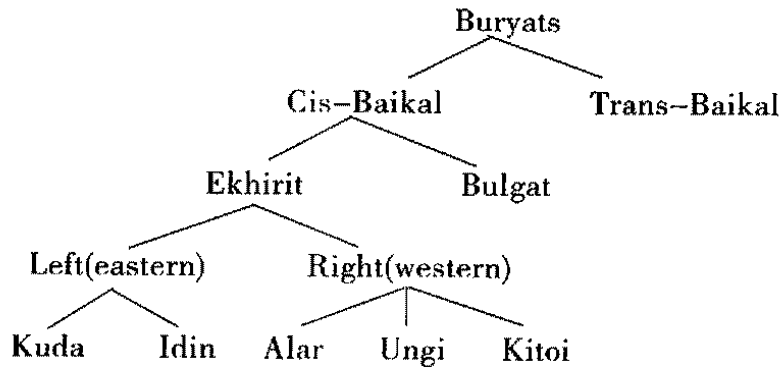 Buryats
Cis-Baikal Trans-Baikal
Ekhirit Bulgat
Left(eastern) Right(western)
Kuda Idin Alar Ungi Kitoi